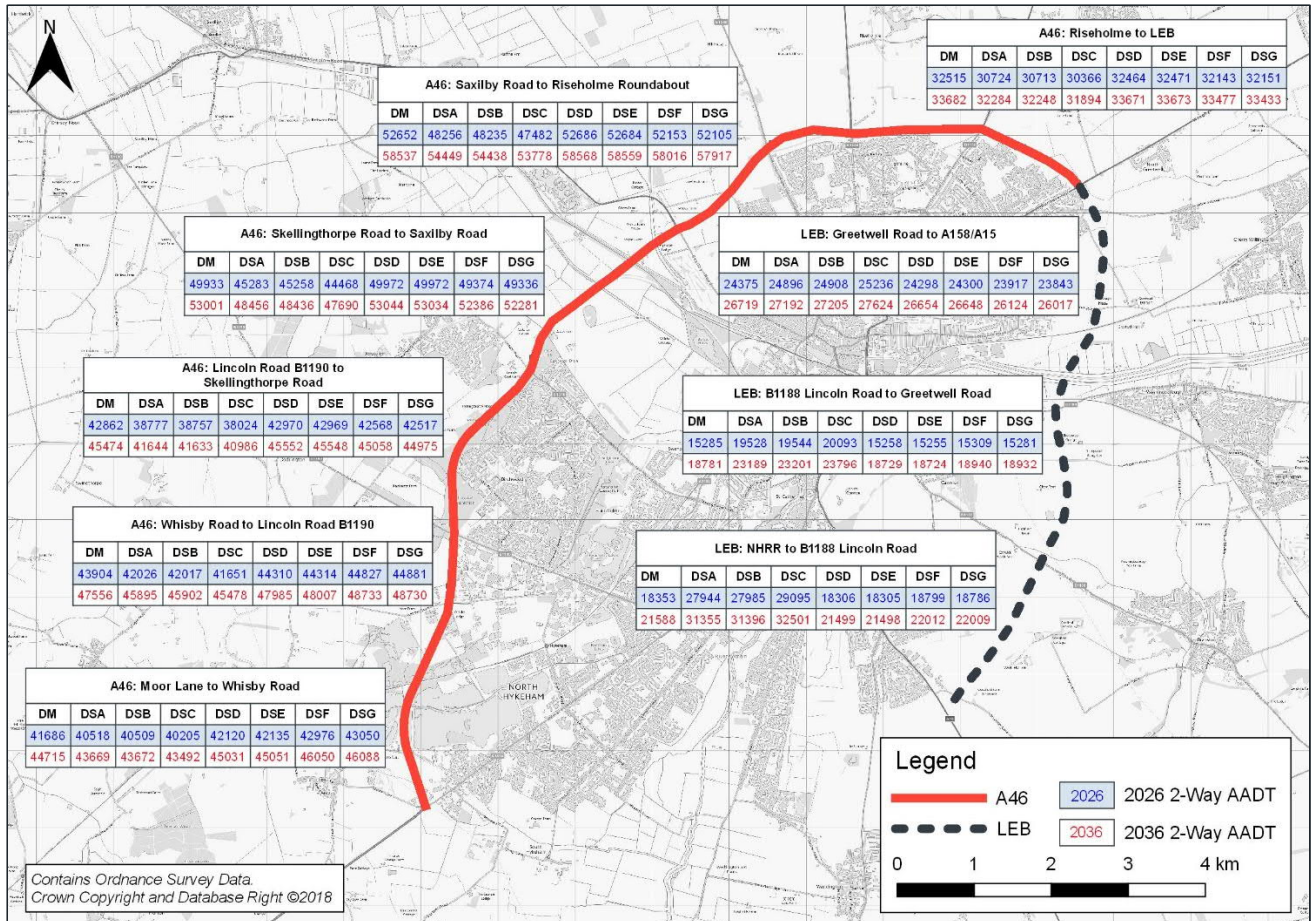 N
A46: Riseholme to LEB
DM DSA DSB DSC DSD DSE DSF DSG
32515 30724 30713 30366 32464 32471 32143 32151
33682 32284 32248 31894 33671 33673 33477 33433
A46: Saxilby Road to Riseholme Roundabout
DM DSA DSB DSC DSD DSE DSF DSG
52652 48256 48235 47482 52686 52684 52153 52105
58537 54449 54438 53778 58568 58559 58016 57917
A46: Skellingthorpe Road to Saxilby Road
DM DSA DSB DSC DSD DSE DSF DSG
49933 45283 45258 44468 49972 49972 49374 49336
53001 48456 48436 47690 53044 53034 52386 52281
LEB: Greetwell Road to A158/A15
DM DSA DSB DSC DSD DSE DSF DSG
24375 24896 24908 25236 24298 24300 23917 23843
26719 27192 27205 27624 26654 26648 26124 26017
A46: Lincoln Road B1190 to
Skellingthorpe Road
DM DSA DSB DSC DSD DSE DSF DSG
42862 38777 38757 38024 42970 42969 42568 42517
45474 41644 41633 40986 45552 45548 45058 44975
LEB: B1188 Lincoln Road to Greetwell Road
DM DSA DSB DSC DSD DSE DSF DSG
15285 19528 19544 20093 15258 15255 15309 15281
18781 23189 23201 23796 18729 18724 18940 18932
A46: Whisby Road to Lincoln Road B1190
DM DSA DSB DSC DSD DSE DSF DSG
43904 42026 42017 41651 44310 44314 44827 44881
47556 45895 45902 45478 47985 48007 48733 48730
LEB: NHRR to B1188 Lincoln Road
DM DSA DSB DSC DSD DSE DSF DSG
18353 27944 27985 29095 18306 18305 18799 18786
21588 31355 31396 32501 21499 21498 22012 22009
A46: Moor Lane to Whisby Road
DM DSA DSB DSC DSD DSE DSF DSG
41686 40518 40509 40205 42120 42135 42976 43050
44715 43669 43672 43492 45031 45051 46050 46088
NORTH
HYKEHAM
Legend
A46 2026 2026 2-Way AADT
LEB 2036 2036 2-Way AADT
0 1 2 3 4 km
Contains Ordnance Survey Data.
Crown Copyright and Database Right ©2018